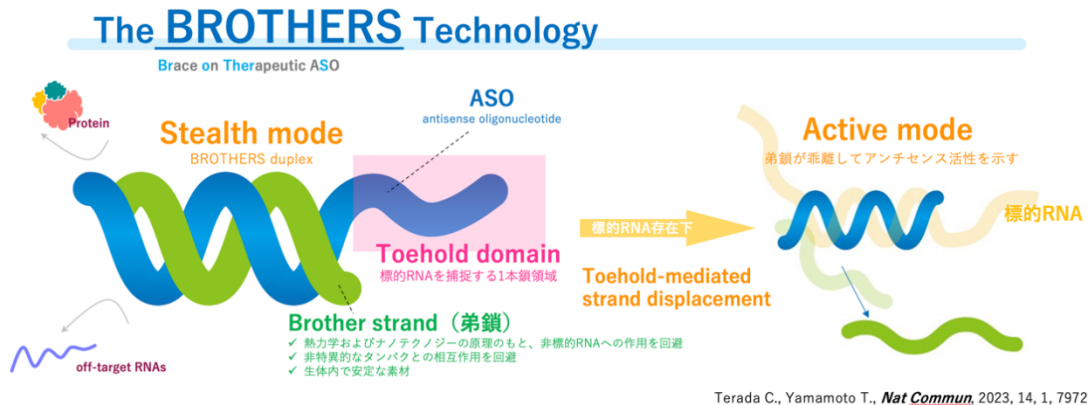 The BROTHERS Technology
Brace on Therapeutic ASO
Protein
Stealth mode
BROTHERS duplex
ASO
antisense oligonucleotide
Toehold domain
標的RNAを捕捉する1本鎖領域
Brother strand（弟鎖）
✓ 熱力学およびナノテクノロジーの原理のもと、非標的RNAへの作用を回避
✓ 非特異的なタンパクとの相互作用を回避
✓ 生体内で安定な素材
off-target RNAs
標的RNA存在下
Toehold-mediated
strand displacement
Active mode
弟鎖が乖離してアンチセンス活性を示す
標的RNA
Terada C., Yamamoto T., Nat Commun, 2023, 14, 1, 7972